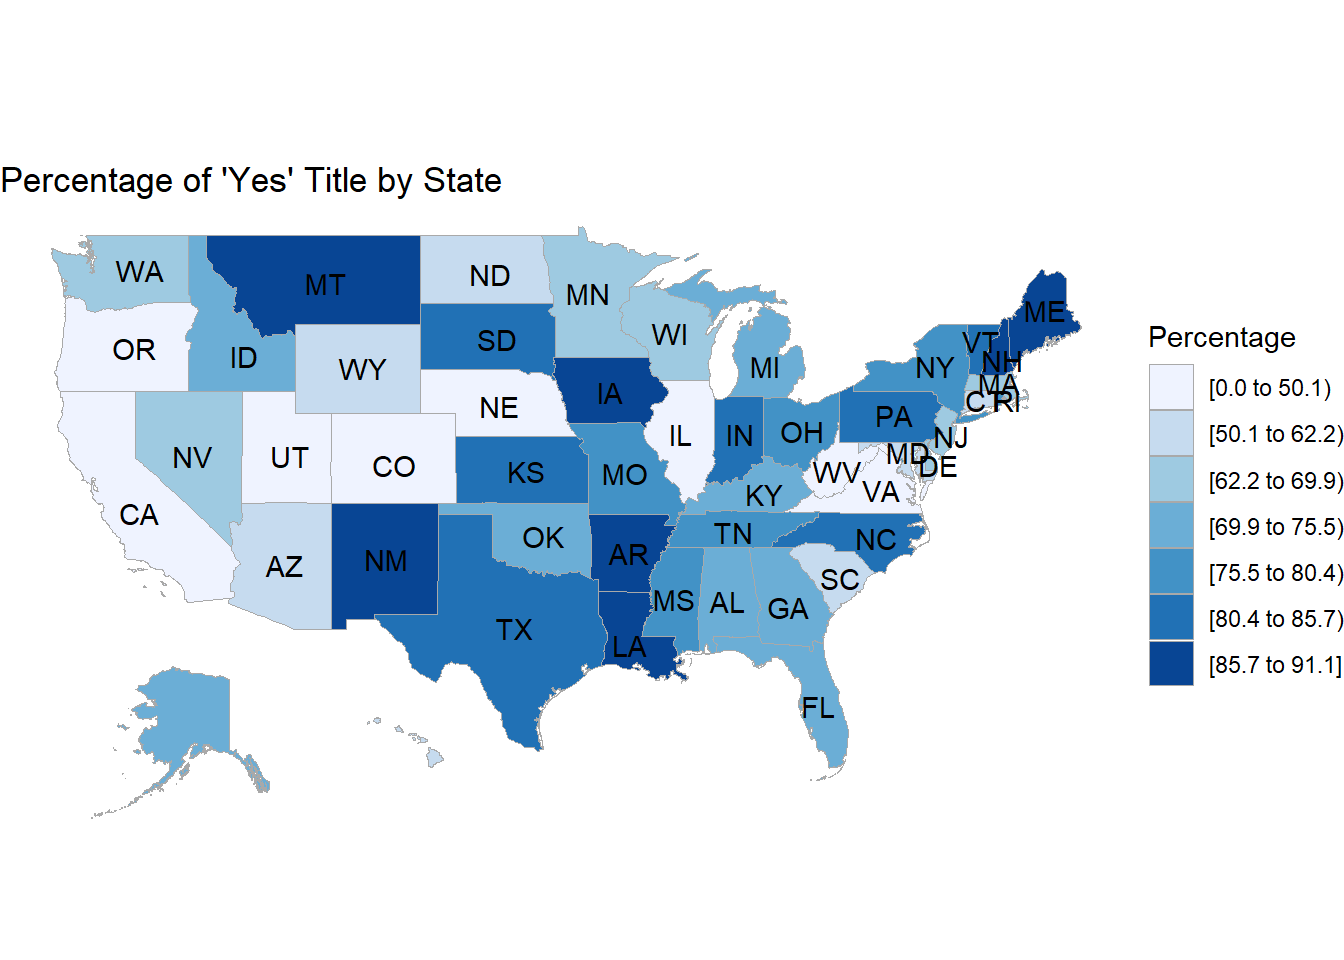 Percentage of 'Yes' Title by State
WA
MT
ND
MN
ME
OR
ID
WY
SD
WI
MI
NY
VT
NH
MA
CT
RI
NV
UT
CO
NE
IA
IL
IN
OH
PA
NJ
MD
DE
CA
KS
MO
KY
WV
VA
AZ
NM
OK
AR
TN
NC
TX
LA
MS
AL
GA
SC
FL
Percentage
[0.0 to 50.1)
[50.1 to 62.2)
[62.2 to 69.9)
[69.9 to 75.5)
[75.5 to 80.4)
[80.4 to 85.7)
[85.7 to 91.1]